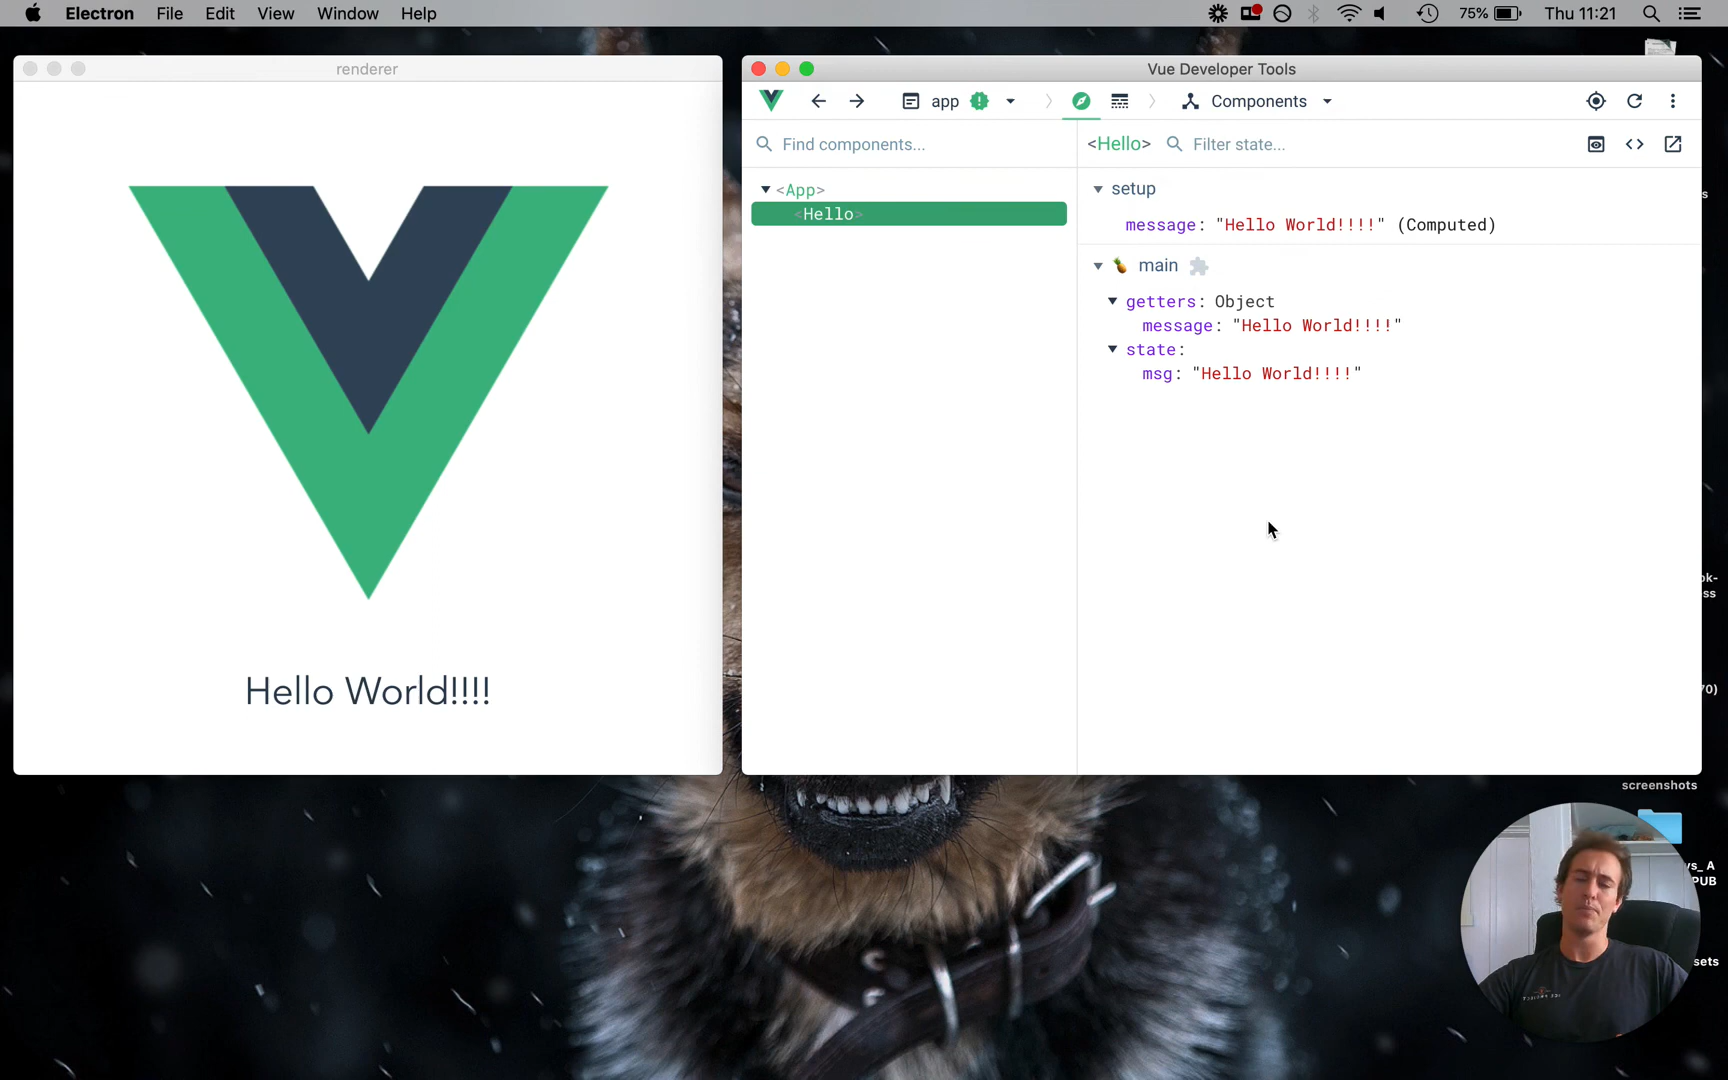 Electron File Edit View Window Help
75% Thu 11:21
renderer
Hello World!!!!
Vue Developer Tools
app
Components
Find components...
<Hello>
Filter state...
<App>
<Hello>
setup
message: "Hello World!!!!" (Computed)
main
getters: Object
message: "Hello World!!!!"
state:
msg: "Hello World!!!!"
screenshots